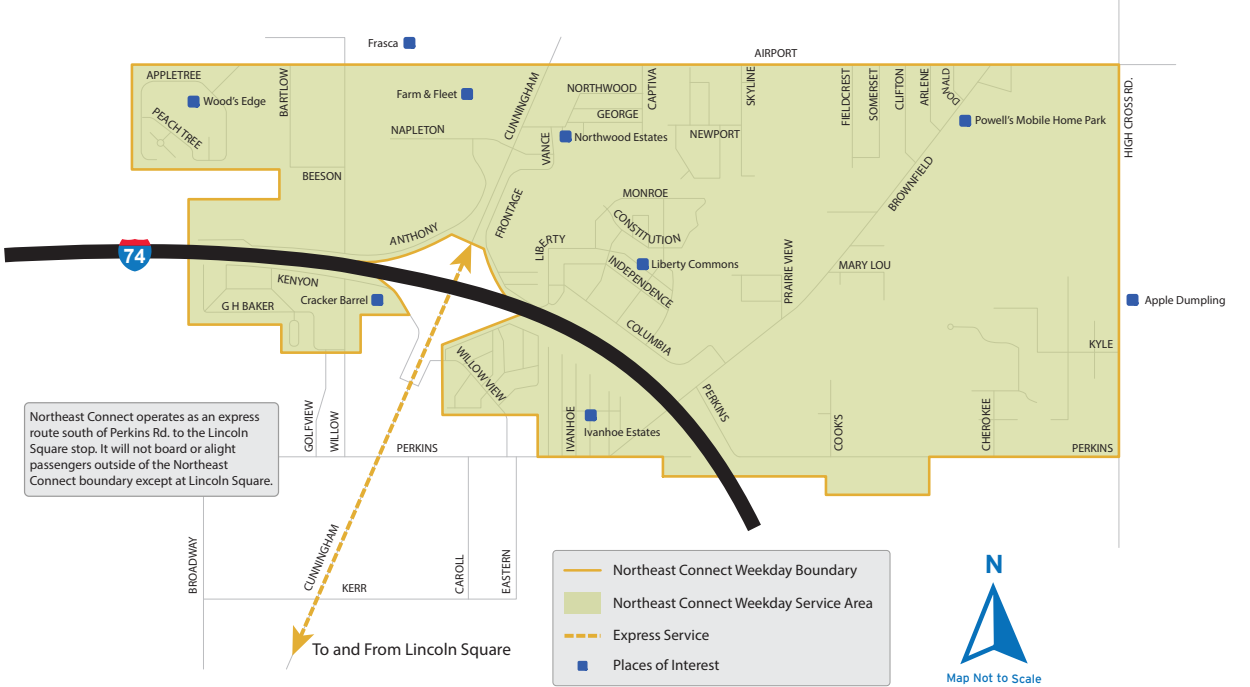 Frasca
AIRPORT
APPLETREE
BARTLOW
Wood's Edge
PEACH TREE
Farm & Fleet
CUNNINGHAM
NORTHWOOD
CAPTIVA
SKYLINE
FIELDCREST
SOMERSET
CLIFTON
ARLENE
DONALD
HIGH CROSS RD.
GEORGE
NAPLETON
VANCE
Northwood Estates
NEWPORT
Powell's Mobile Home Park
BEESON
FRONTAGE
MONROE
BROWNFIELD
ANTHONY
LIBERTY
CONSTITUTION
74
KENYON
INDEPENDENCE
Liberty Commons
PRAIRIE VIEW
MARY LOU
G H BAKER
Cracker Barrel
Apple Dumpling
COLUMBIA
KYLE
WILLOW VIEW
Northeast Connect operates as an express
route south of Perkins Rd. to the Lincoln
Square stop. It will not board or alight
passengers outside of the Northeast
Connect boundary except at Lincoln Square.
GOLFVIEW
WILLOW
PERKINS
IVANHOE
Ivanhoe Estates
PERKINS
COOKS
CHEROKEE
PERKINS
BROADWAY
CUNNINGHAM
KERR
CAROLL
EASTERN
To and From Lincoln Square
Northeast Connect Weekday Boundary
Northeast Connect Weekday Service Area
Express Service
Places of Interest
N
Map Not to Scale